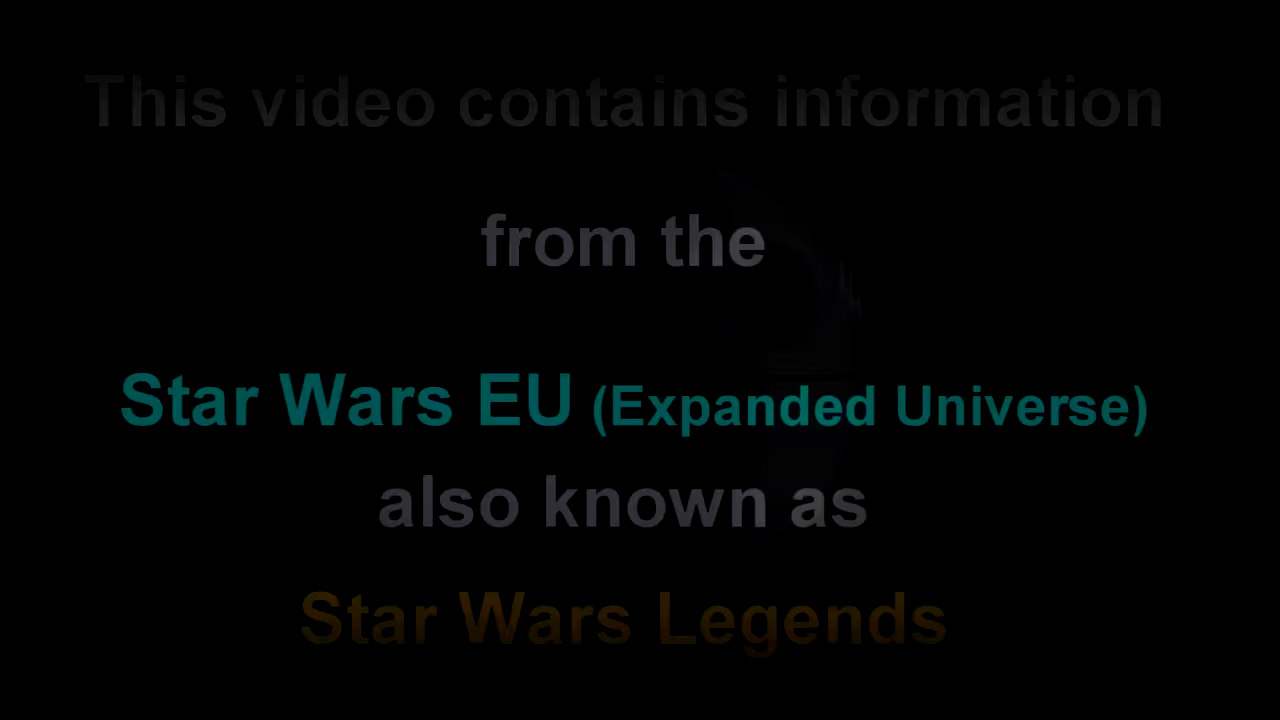 This video contains information
from the
Star Wars EU (Expanded Universe)
also known as
Star Wars Legends